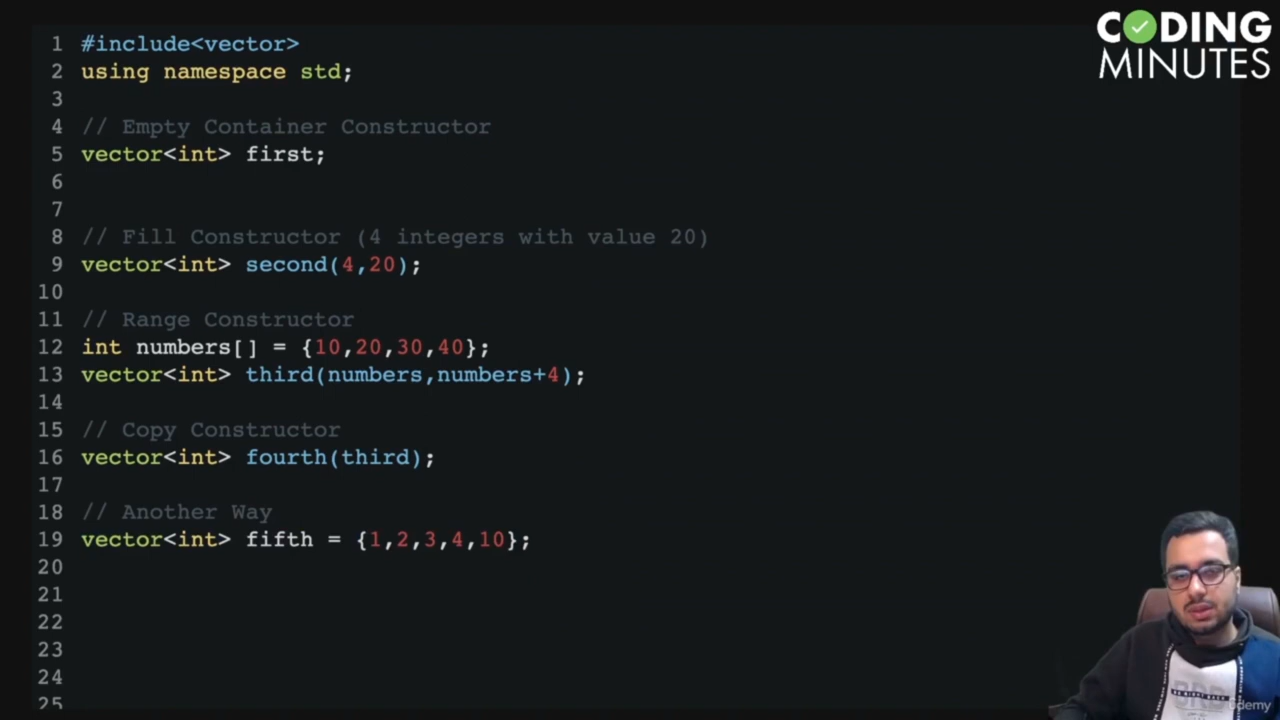 CODING
MINUTES
1 #include<vector>
2 using namespace std;
3
4 // Empty Container Constructor
5 vector<int> first;
6
7
8 // Fill Constructor (4 integers with value 20)
9 vector<int> second(4,20);
10
11 // Range Constructor
12 int numbers[] = {10,20,30,40};
13 vector<int> third(numbers,numbers+4);
14
15 // Copy Constructor
16 vector<int> fourth(third);
17
18 // Another Way
19 vector<int> fifth = {1,2,3,4,10};
20
21
22
23
24
25
udemy